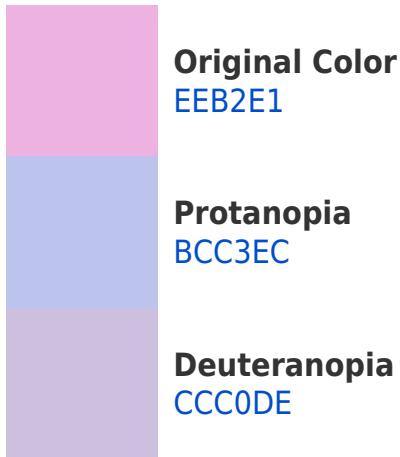 Original Color
EEB2E1
Protanopia
BCC3EC
Deuteranopia
CCC0DE